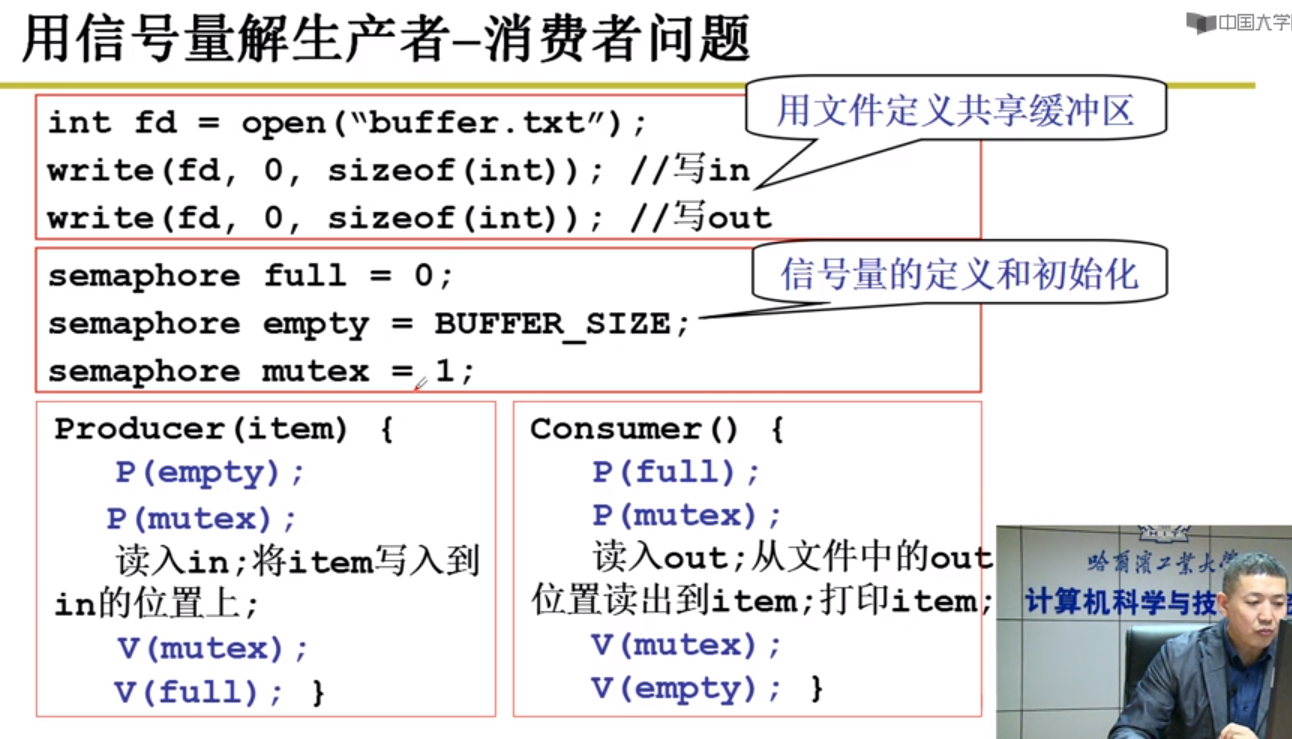 用信号量解生产者–消费者问题
中国大学
int fd = open(“buffer.txt”);
write(fd, 0, sizeof(int)); //写in
write(fd, 0, sizeof(int)); //写out
用文件定义共享缓冲区
semaphore full = 0;
semaphore empty = BUFFER_SIZE;
semaphore mutex = 1;
信号量的定义和初始化
Producer(item) {
P(empty);
P(mutex);
读入in;将item写入到
in的位置上;
V(mutex);
V(full); }
Consumer() {
P(full);
P(mutex);
读入out;从文件中的out
位置读出到item;打印item;
V(mutex);
V(empty); }
哈尔滨工业大学
计算机科学与技